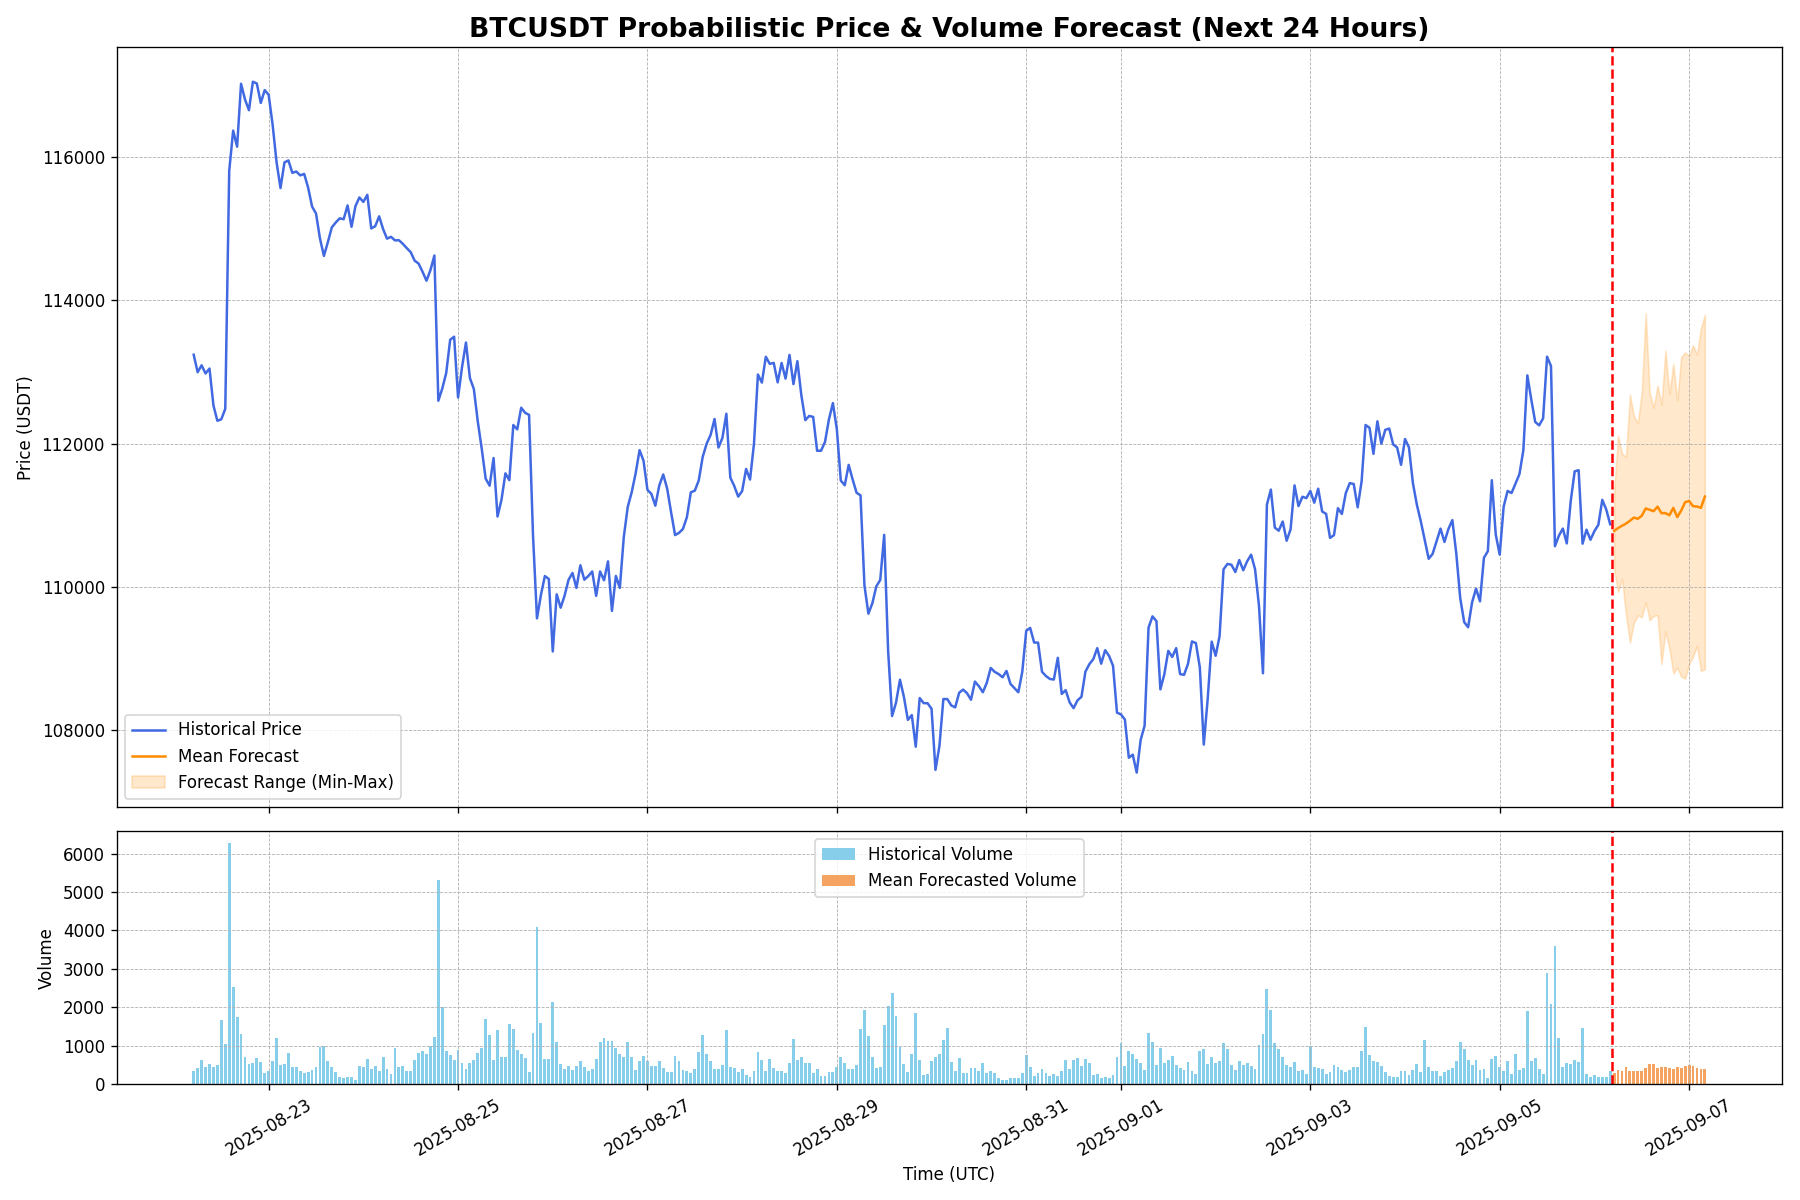 BTCUSDT Probabilistic Price & Volume Forecast (Next 24 Hours)
Price (USDT)
116000
114000
112000
110000
108000
Historical Price
Mean Forecast
Forecast Range (Min-Max)
Volume
6000
5000
4000
3000
2000
1000
0
Historical Volume
Mean Forecasted Volume
2025-08-23
2025-08-25
2025-08-27
2025-08-29
2025-08-31
2025-09-01
2025-09-03
2025-09-05
2025-09-07
Time (UTC)